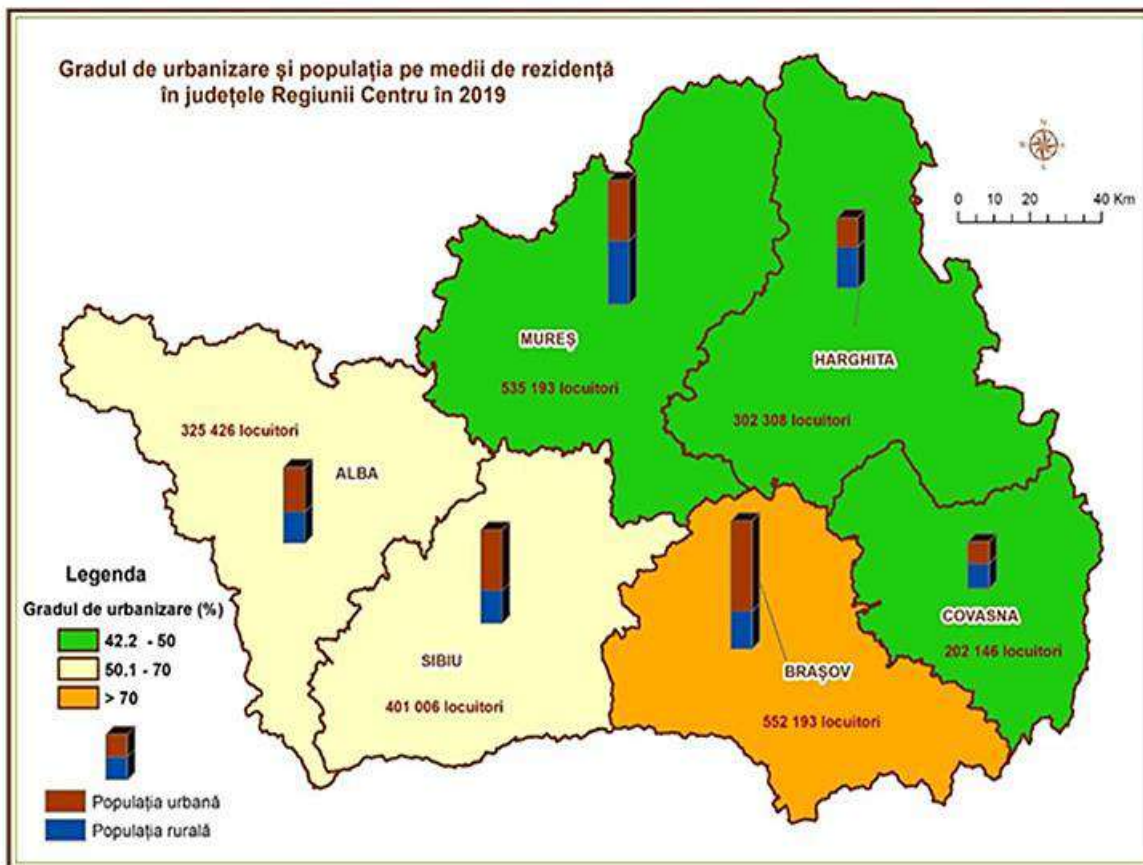 Gradul de urbanizare și populația pe medii de rezidență
în județele Regiunii Centru în 2019
0 10 20 40 Km
MUREȘ
535 193 locuitori
HARGHITA
302 308 locuitori
325 426 locuitori
ALBA
SIBIU
401 006 locuitori
BRAȘOV
552 193 locuitori
COVASNA
202 146 locuitori
Legenda
Gradul de urbanizare (%)
42.2 - 50
50.1 - 70
> 70
Populația urbană
Populația rurală